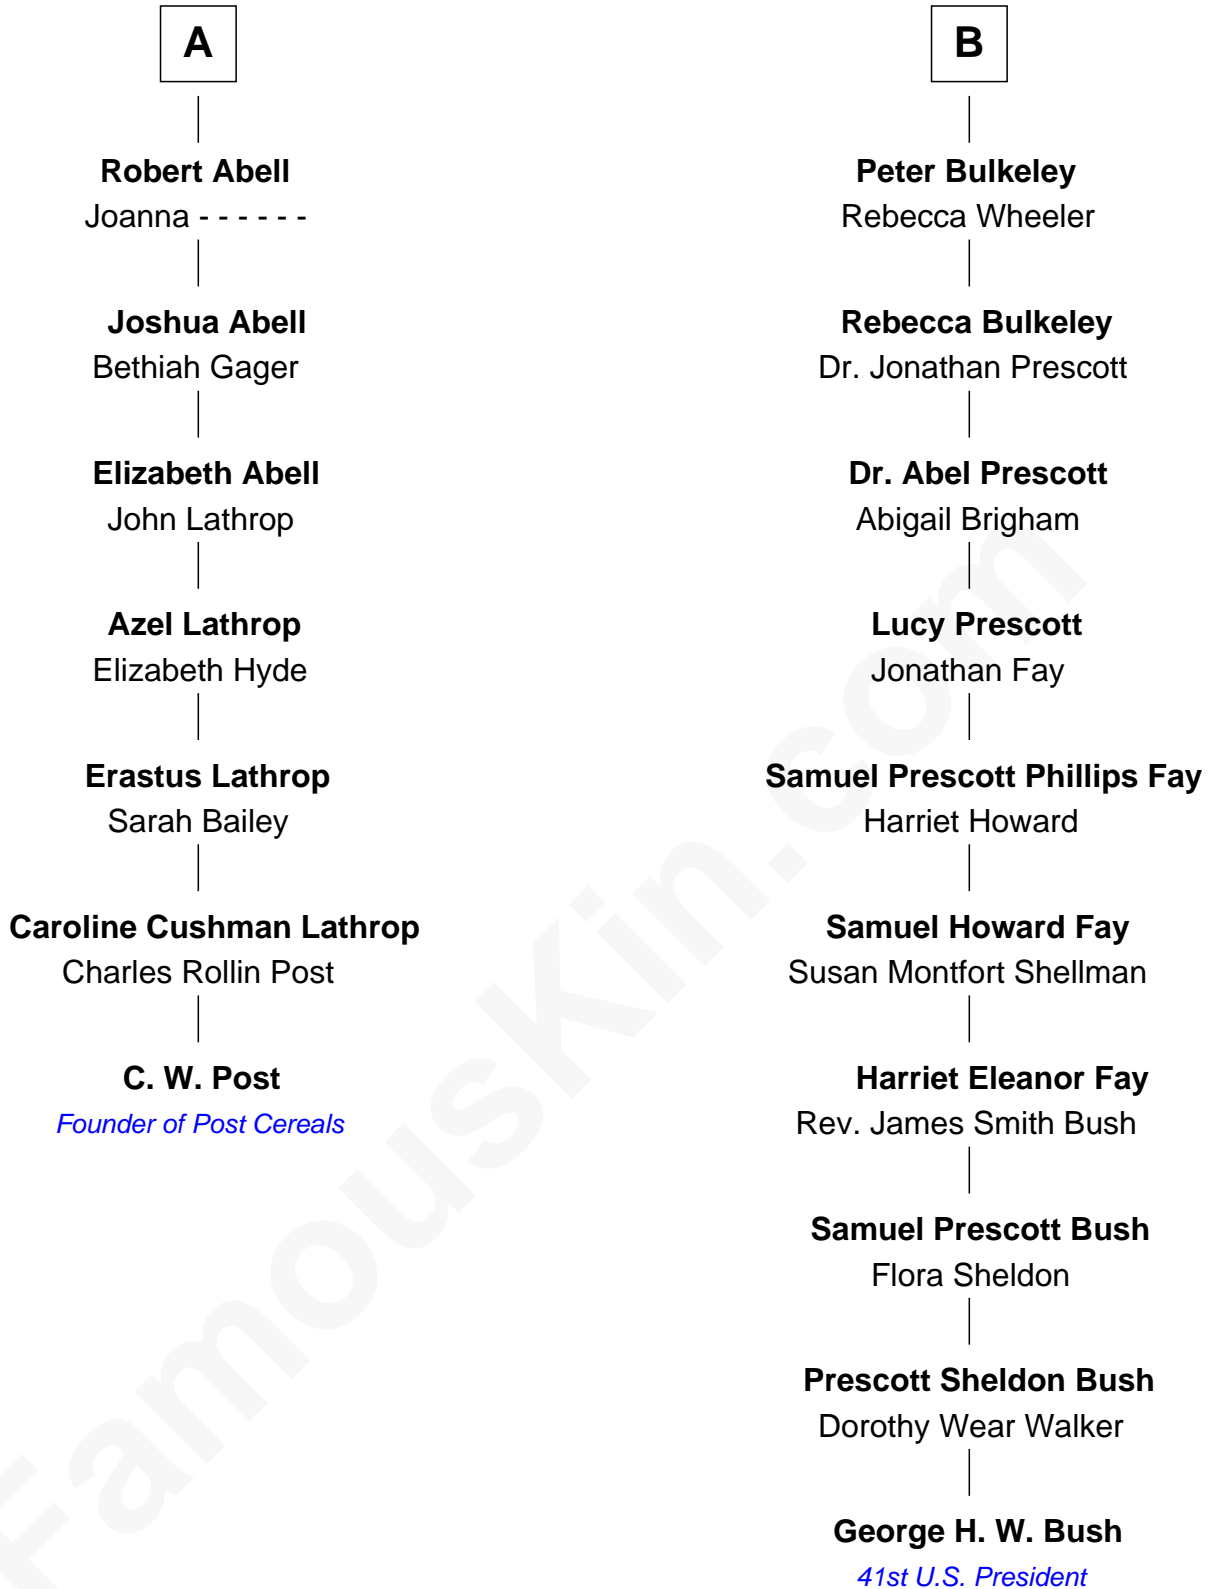 A
Robert Abell
Joanna - - - - - -
Joshua Abell
Bethiah Gager
Elizabeth Abell
John Lathrop
Azel Lathrop
Elizabeth Hyde
Erastus Lathrop
Sarah Bailey
Caroline Cushman Lathrop
Charles Rollin Post
C. W. Post
Founder of Post Cereals
B
Peter Bulkeley
Rebecca Wheeler
Rebecca Bulkeley
Dr. Jonathan Prescott
Dr. Abel Prescott
Abigail Brigham
Lucy Prescott
Jonathan Fay
Samuel Prescott Phillips Fay
Harriet Howard
Samuel Howard Fay
Susan Montfort Shellman
Harriet Eleanor Fay
Rev. James Smith Bush
Samuel Prescott Bush
Flora Sheldon
Prescott Sheldon Bush
Dorothy Wear Walker
George H. W. Bush
41st U.S. President
FamousKin.com